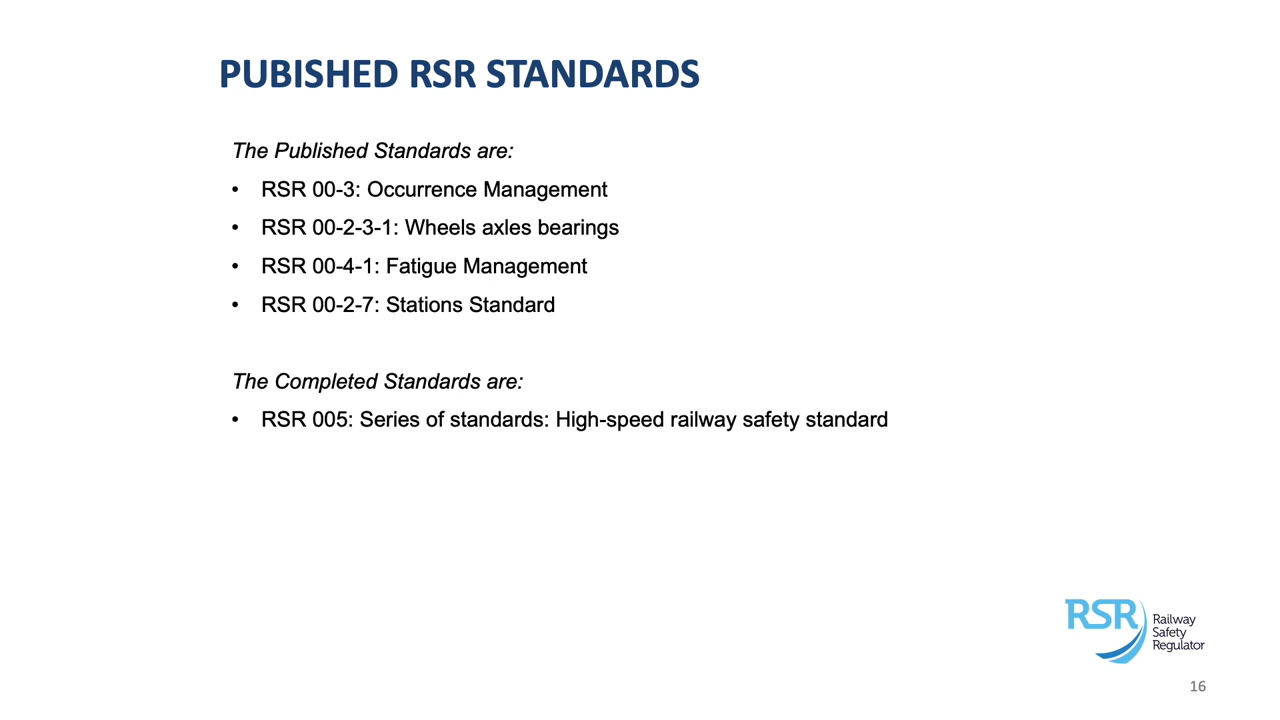 PUBISHED RSR STANDARDS
The Published Standards are:
• RSR 00-3: Occurrence Management
• RSR 00-2-3-1: Wheels axles bearings
• RSR 00-4-1: Fatigue Management
• RSR 00-2-7: Stations Standard
The Completed Standards are:
• RSR 005: Series of standards: High-speed railway safety standard
RSR
Railway
Safety
Regulator
16